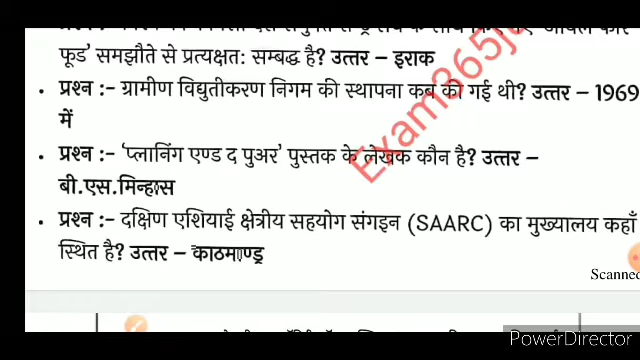 फूड’ समझौते से प्रत्यक्षतः सम्बद्ध है? उत्तर – इराक
• प्रश्न :- ग्रामीण विद्युतीकरण निगम की स्थापना कब की गई थी? उत्तर – 1969
में
• प्रश्न :- ‘प्लानिंग एण्ड द पुअर’ पुस्तक के लेखक कौन है? उत्तर –
बी.एस.मिन्हास
• प्रश्न :- दक्षिण एशियाई क्षेत्रीय सहयोग संगइन (SAARC) का मुख्यालय कहाँ
स्थित है? उत्तर – काठमाण्डू
Exam365
Scanned
PowerDirector